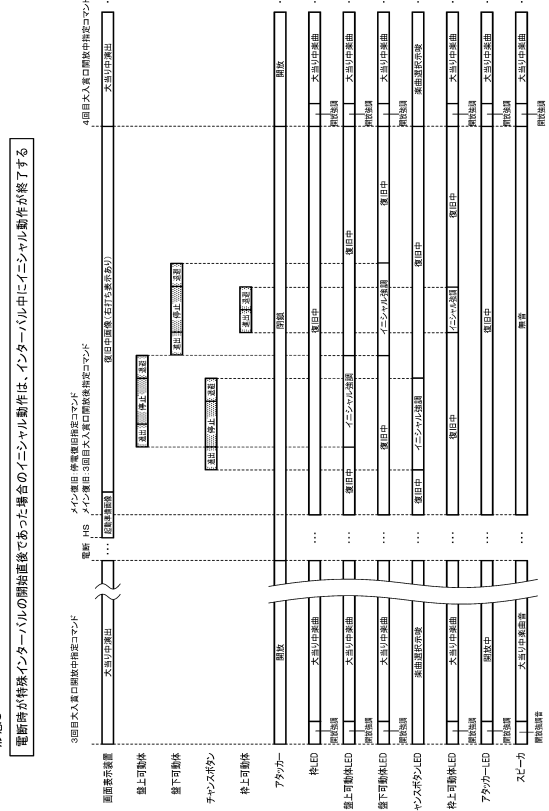 電断時が特殊インターバルの開始直後であった場合のイニシャル動作は、インターバル中にイニシャル動作が終了する
3回目大入賞口開放中指定コマンド
電断
HS
メイン復旧:停電復旧指定コマンド
メイン復旧:3回目大入賞口開放後指定コマンド
4回目大入賞口開放中指定コマンド
画面表示装置
大当り中演出
…
起動準備画像
復旧中画像(右打ち表示あり)
大当り中演出
盤上可動体
進出
停止
退避
盤下可動体
進出
停止
退避
チャンスボタン
進出
停止
退避
枠上可動体
進出
退避
アタッカー
開放
閉鎖
開放
枠LED
開放強調
大当り中楽曲
…
復旧中
開放強調
大当り中楽曲
盤上可動体LED
開放強調
大当り中楽曲
…
復旧中
イニシャル強調
復旧中
開放強調
大当り中楽曲
盤下可動体LED
開放強調
大当り中楽曲
…
復旧中
イニシャル強調
復旧中
開放強調
大当り中楽曲
ャンスボタンLED
楽曲選択示唆
…
復旧中
イニシャル強調
復旧中
楽曲選択示唆
枠上可動体LED
開放強調
大当り中楽曲
…
復旧中
イニシャル強調
復旧中
開放強調
大当り中楽曲
アタッカーLED
開放強調
開放中
…
復旧中
開放強調
大当り中楽曲
スピーカ
開放強調音
大当り中楽曲音
…
無音
開放強調
大当り中楽曲